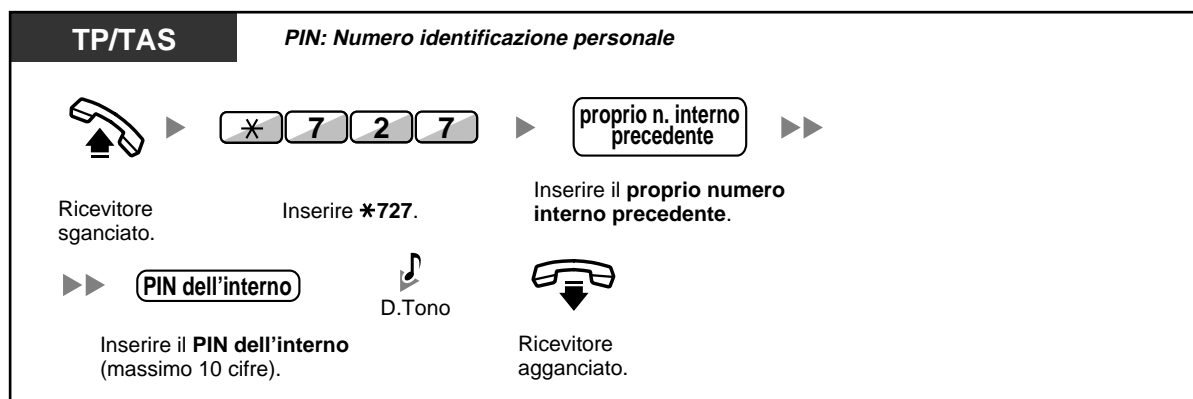 TP/TAS
PIN: Numero identificazione personale
✳ 7 2 7
proprio n. interno
precedente
Ricevitore
sganciato.
Inserire ✳727.
Inserire il proprio numero
interno precedente.
PIN dell'interno
D.Tono
Inserire il PIN dell'interno
(massimo 10 cifre).
Ricevitore
agganciato.